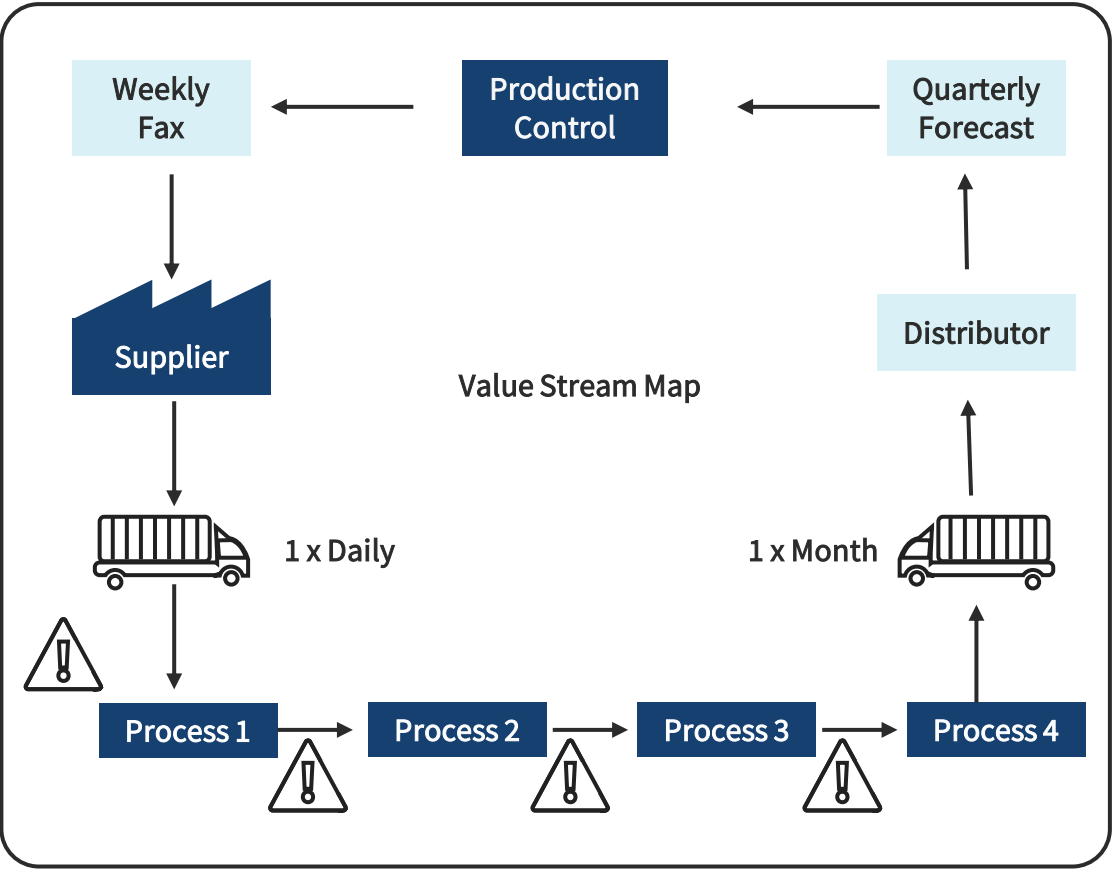 Weekly
Fax
Production
Control
Quarterly
Forecast
Supplier
Distributor
Value Stream Map
1 x Daily
1 x Month
Process 1
Process 2
Process 3
Process 4